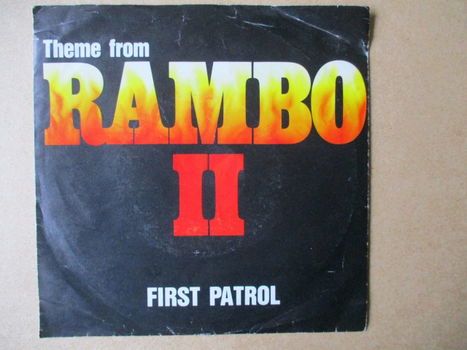 Theme from
RAMBO
II
FIRST PATROL